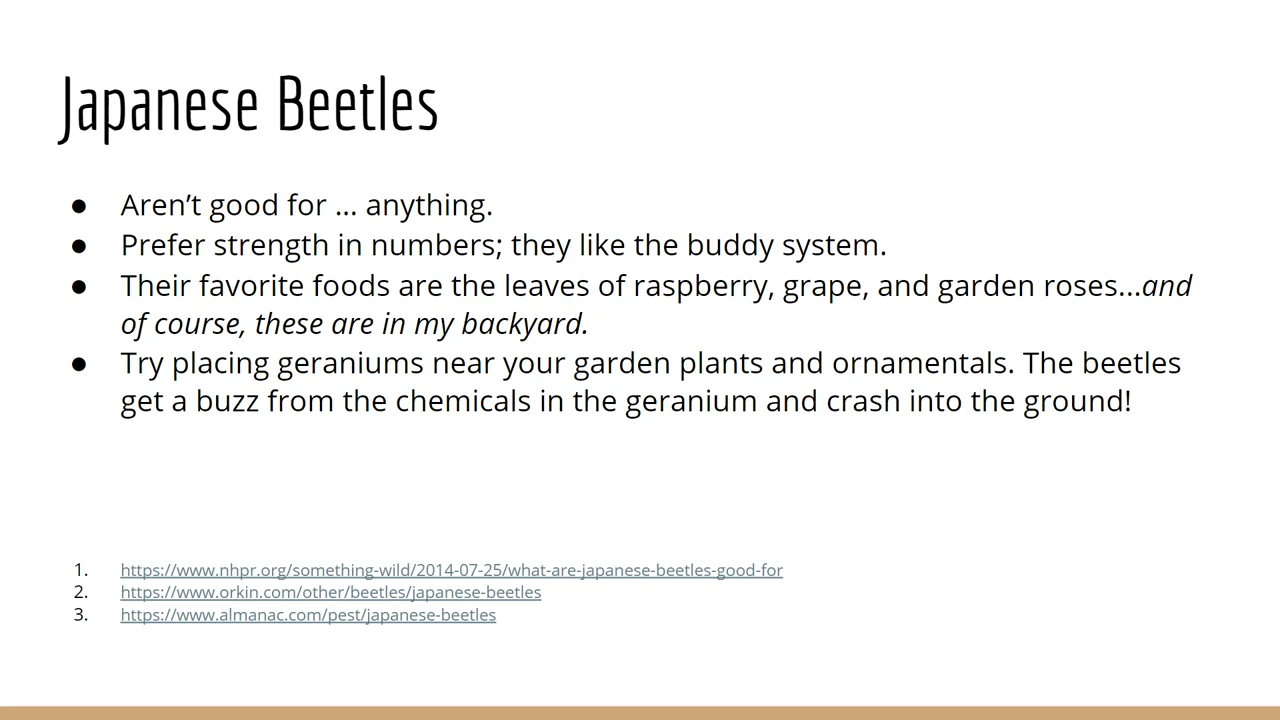 Japanese Beetles
● Aren’t good for ... anything.
● Prefer strength in numbers; they like the buddy system.
● Their favorite foods are the leaves of raspberry, grape, and garden roses...and
of course, these are in my backyard.
● Try placing geraniums near your garden plants and ornamentals. The beetles
get a buzz from the chemicals in the geranium and crash into the ground!
1. https://www.nhpr.org/something-wild/2014-07-25/what-are-japanese-beetles-good-for
2. https://www.orkin.com/other/beetles/japanese-beetles
3. https://www.almanac.com/pest/japanese-beetles